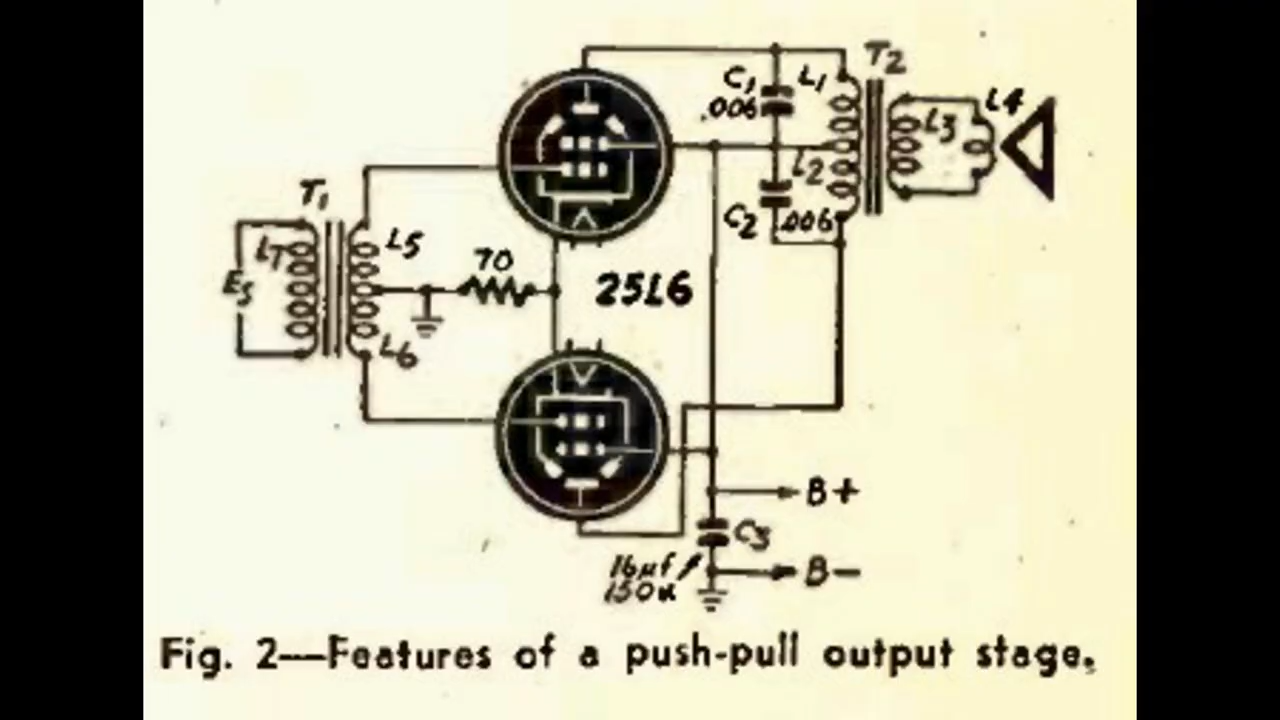 T2
C1
L1
.006
L4
L3
L2
T1
C2
.006
L5
L7
70
Es
25L6
L6
B+
C3
16µf
150v
B−
Fig. 2—Features of a push-pull output stage.